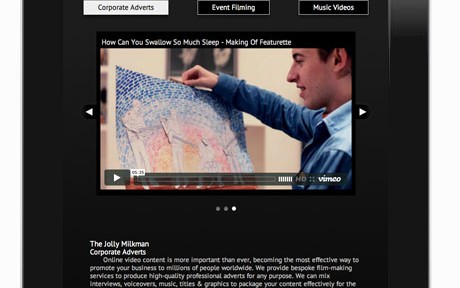 Corporate Adverts
Event Filming
Music Videos
How Can You Swallow So Much Sleep - Making Of Featurette
05:35
HD
vimeo
The Jolly Milkman
Corporate Adverts
Online video content is more important than ever, becoming the most effective way to
promote your business to millions of people worldwide. We provide bespoke film-making
services to produce high-quality professional adverts for any purpose. We can mix
interviews, voiceovers, music, titles & graphics to package your content effectively for the